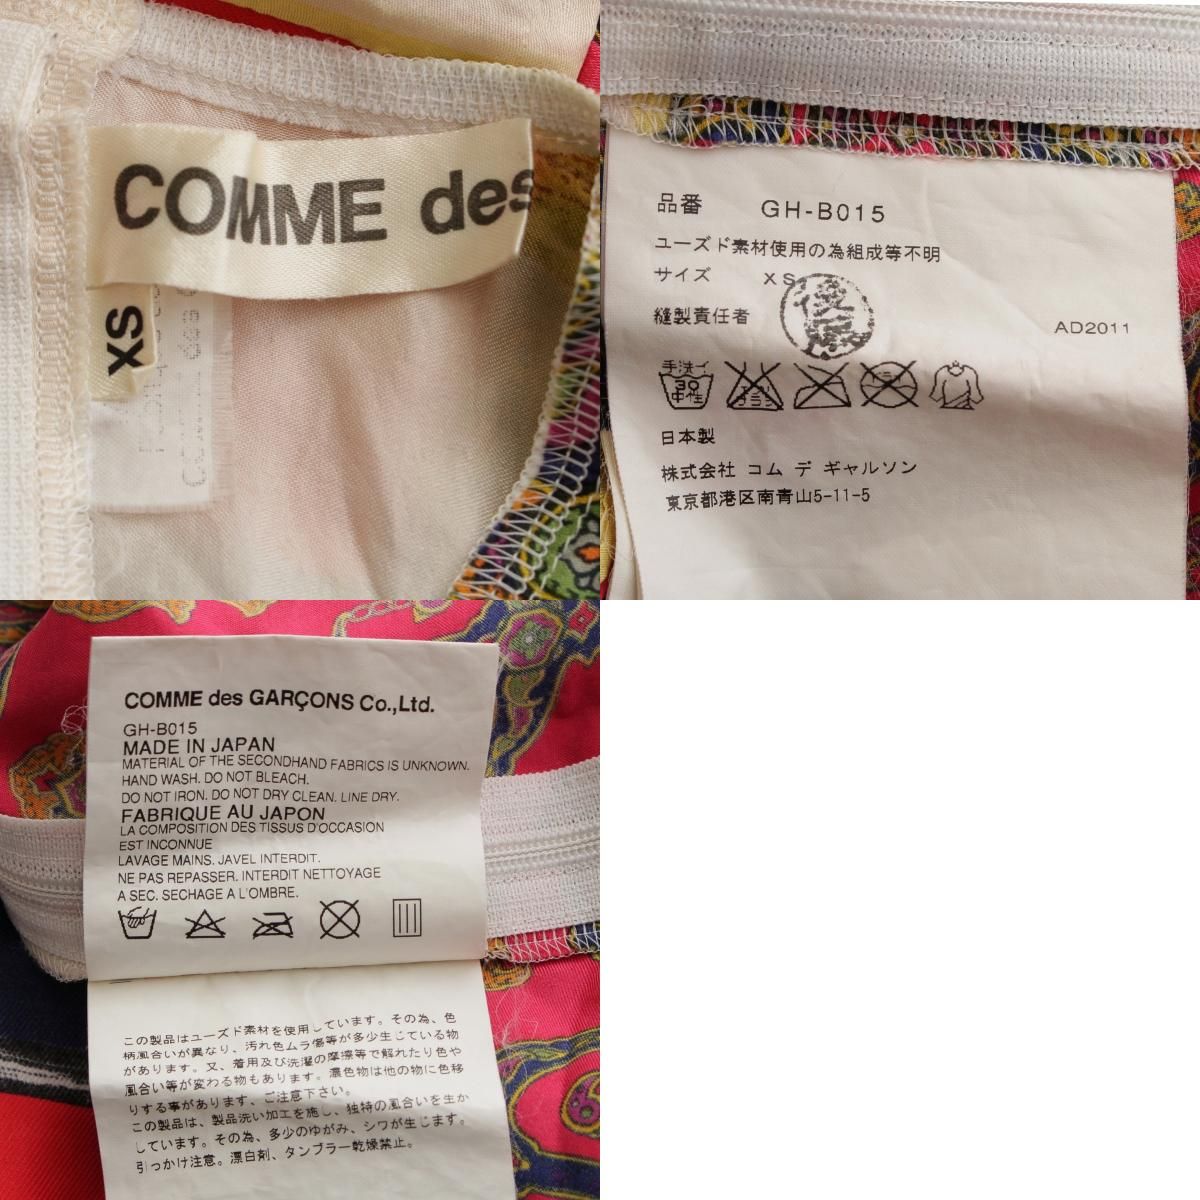 COMME des
XS
品番 GH-B015
ユーズド素材使用の為組成等不明
サイズ XS
縫製責任者
AD2011
手洗イ
30
中性
ドライ
日本製
株式会社 コム デ ギャルソン
東京都港区南青山5-11-5
COMME des GARÇONS Co.,Ltd.
GH-B015
MADE IN JAPAN
MATERIAL OF THE SECONDHAND FABRICS IS UNKNOWN.
HAND WASH. DO NOT BLEACH.
DO NOT IRON. DO NOT DRY CLEAN. LINE DRY.
FABRIQUE AU JAPON
LA COMPOSITION DES TISSUS D'OCCASION
EST INCONNUE
LAVAGE MAINS. JAVEL INTERDIT.
NE PAS REPASSER. INTERDIT NETTOYAGE
A SEC. SECHAGE A L'OMBRE.
この製品はユーズド素材を使用しています。その為、色
柄風合いが異なり、汚れ色ムラ傷等が多少生じている物
があります。又、着用及び洗濯の摩擦等で解れたり色や
風合い等が変わる物もあります。濃色物は他の物に色移
りする事があります、ご注意下さい。
この製品は、製品洗い加工を施し、独特の風合いを生か
しています。その為、多少のゆがみ、シワが生じます。
引っかけ注意。漂白剤、タンブラー乾燥禁止。